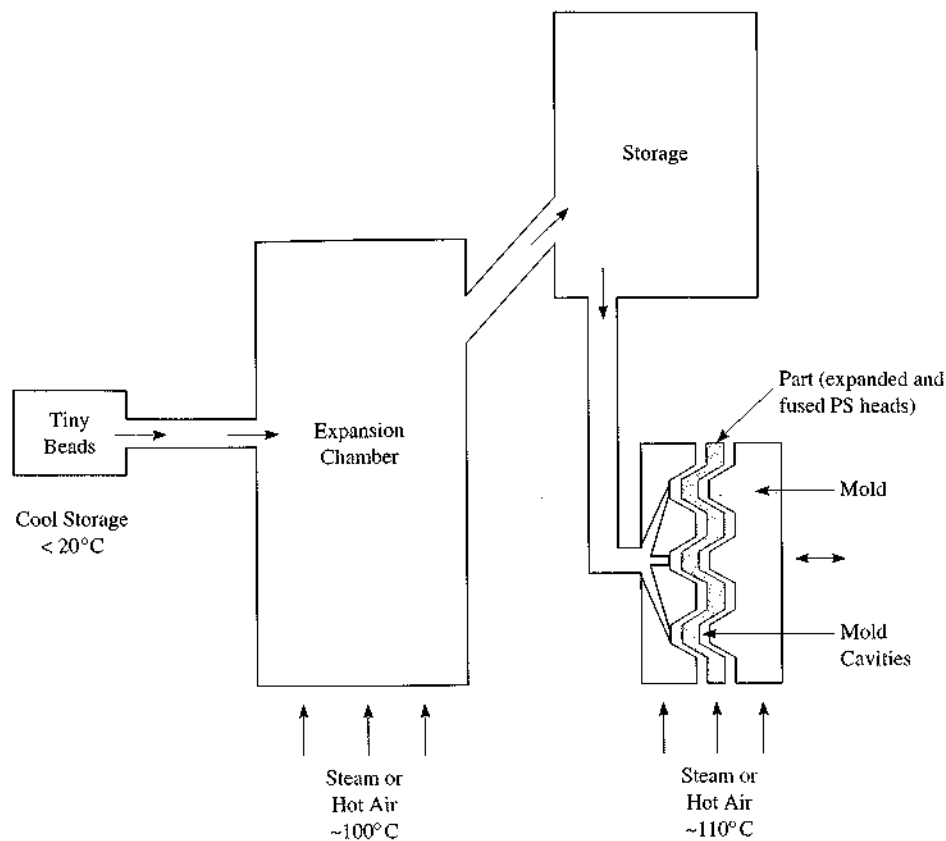 Storage
Tiny
Beads
Expansion
Chamber
Cool Storage
< 20°C
Part (expanded and
fused PS heads)
Mold
Mold
Cavities
Steam or
Hot Air
~100°C
Steam or
Hot Air
~110°C